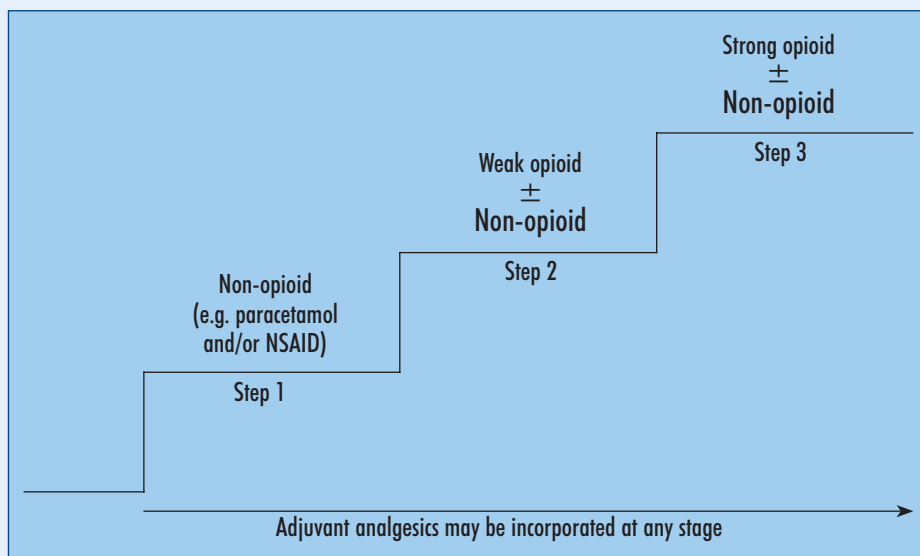 Strong opioid
±
Non-opioid
Step 3
Weak opioid
±
Non-opioid
Step 2
Non-opioid
(e.g. paracetamol
and/or NSAID)
Step 1
Adjuvant analgesics may be incorporated at any stage